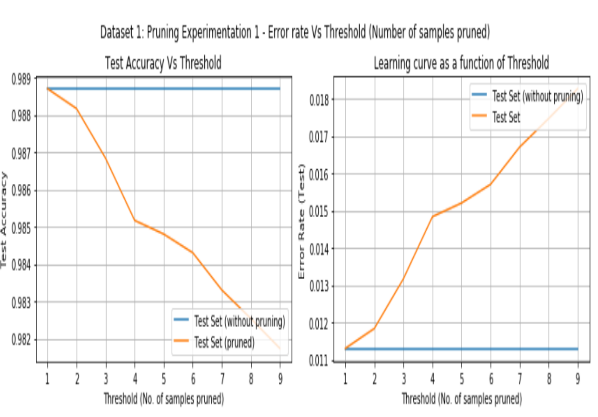 Dataset 1: Pruning Experimentation 1 - Error rate Vs Threshold (Number of samples pruned)
Test Accuracy Vs Threshold
Test Accuracy
0.989
0.988
0.987
0.986
0.985
0.984
0.983
0.982
1 2 3 4 5 6 7 8 9
Threshold (No. of samples pruned)
Test Set (without pruning)
Test Set (pruned)
Learning curve as a function of Threshold
Error Rate (Test)
0.018
0.017
0.016
0.015
0.014
0.013
0.012
0.011
1 2 3 4 5 6 7 8 9
Threshold (No. of samples pruned)
Test Set (without pruning)
Test Set